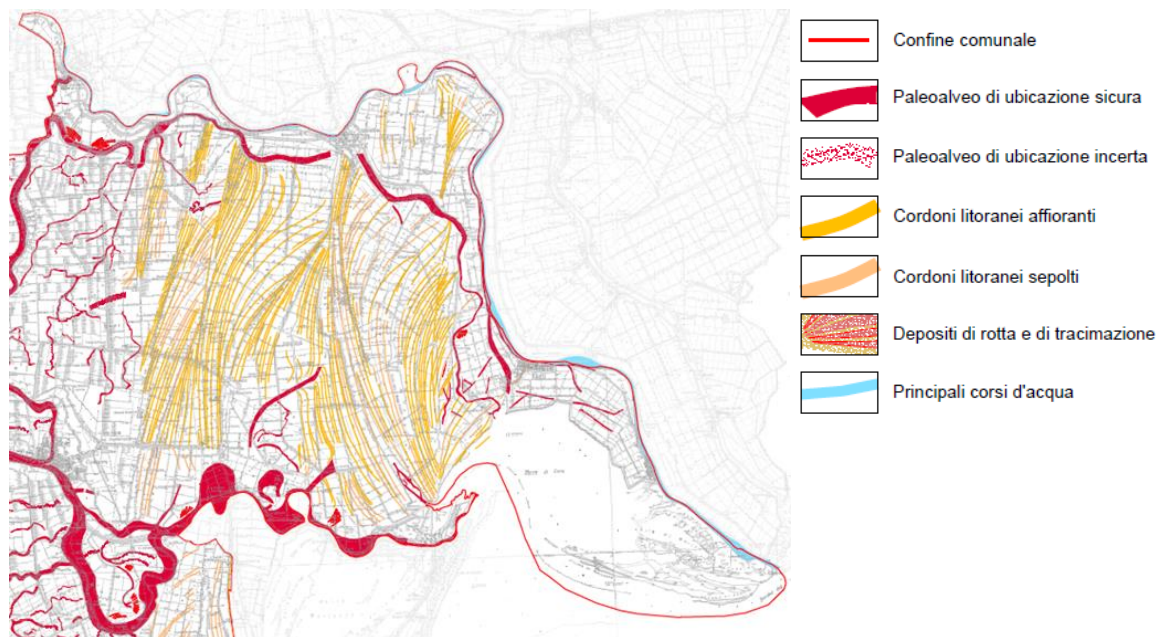 Confine comunale
Paleoalveo di ubicazione sicura
Paleoalveo di ubicazione incerta
Cordoni litoranei affioranti
Cordoni litoranei sepolti
Depositi di rotta e di tracimazione
Principali corsi d'acqua